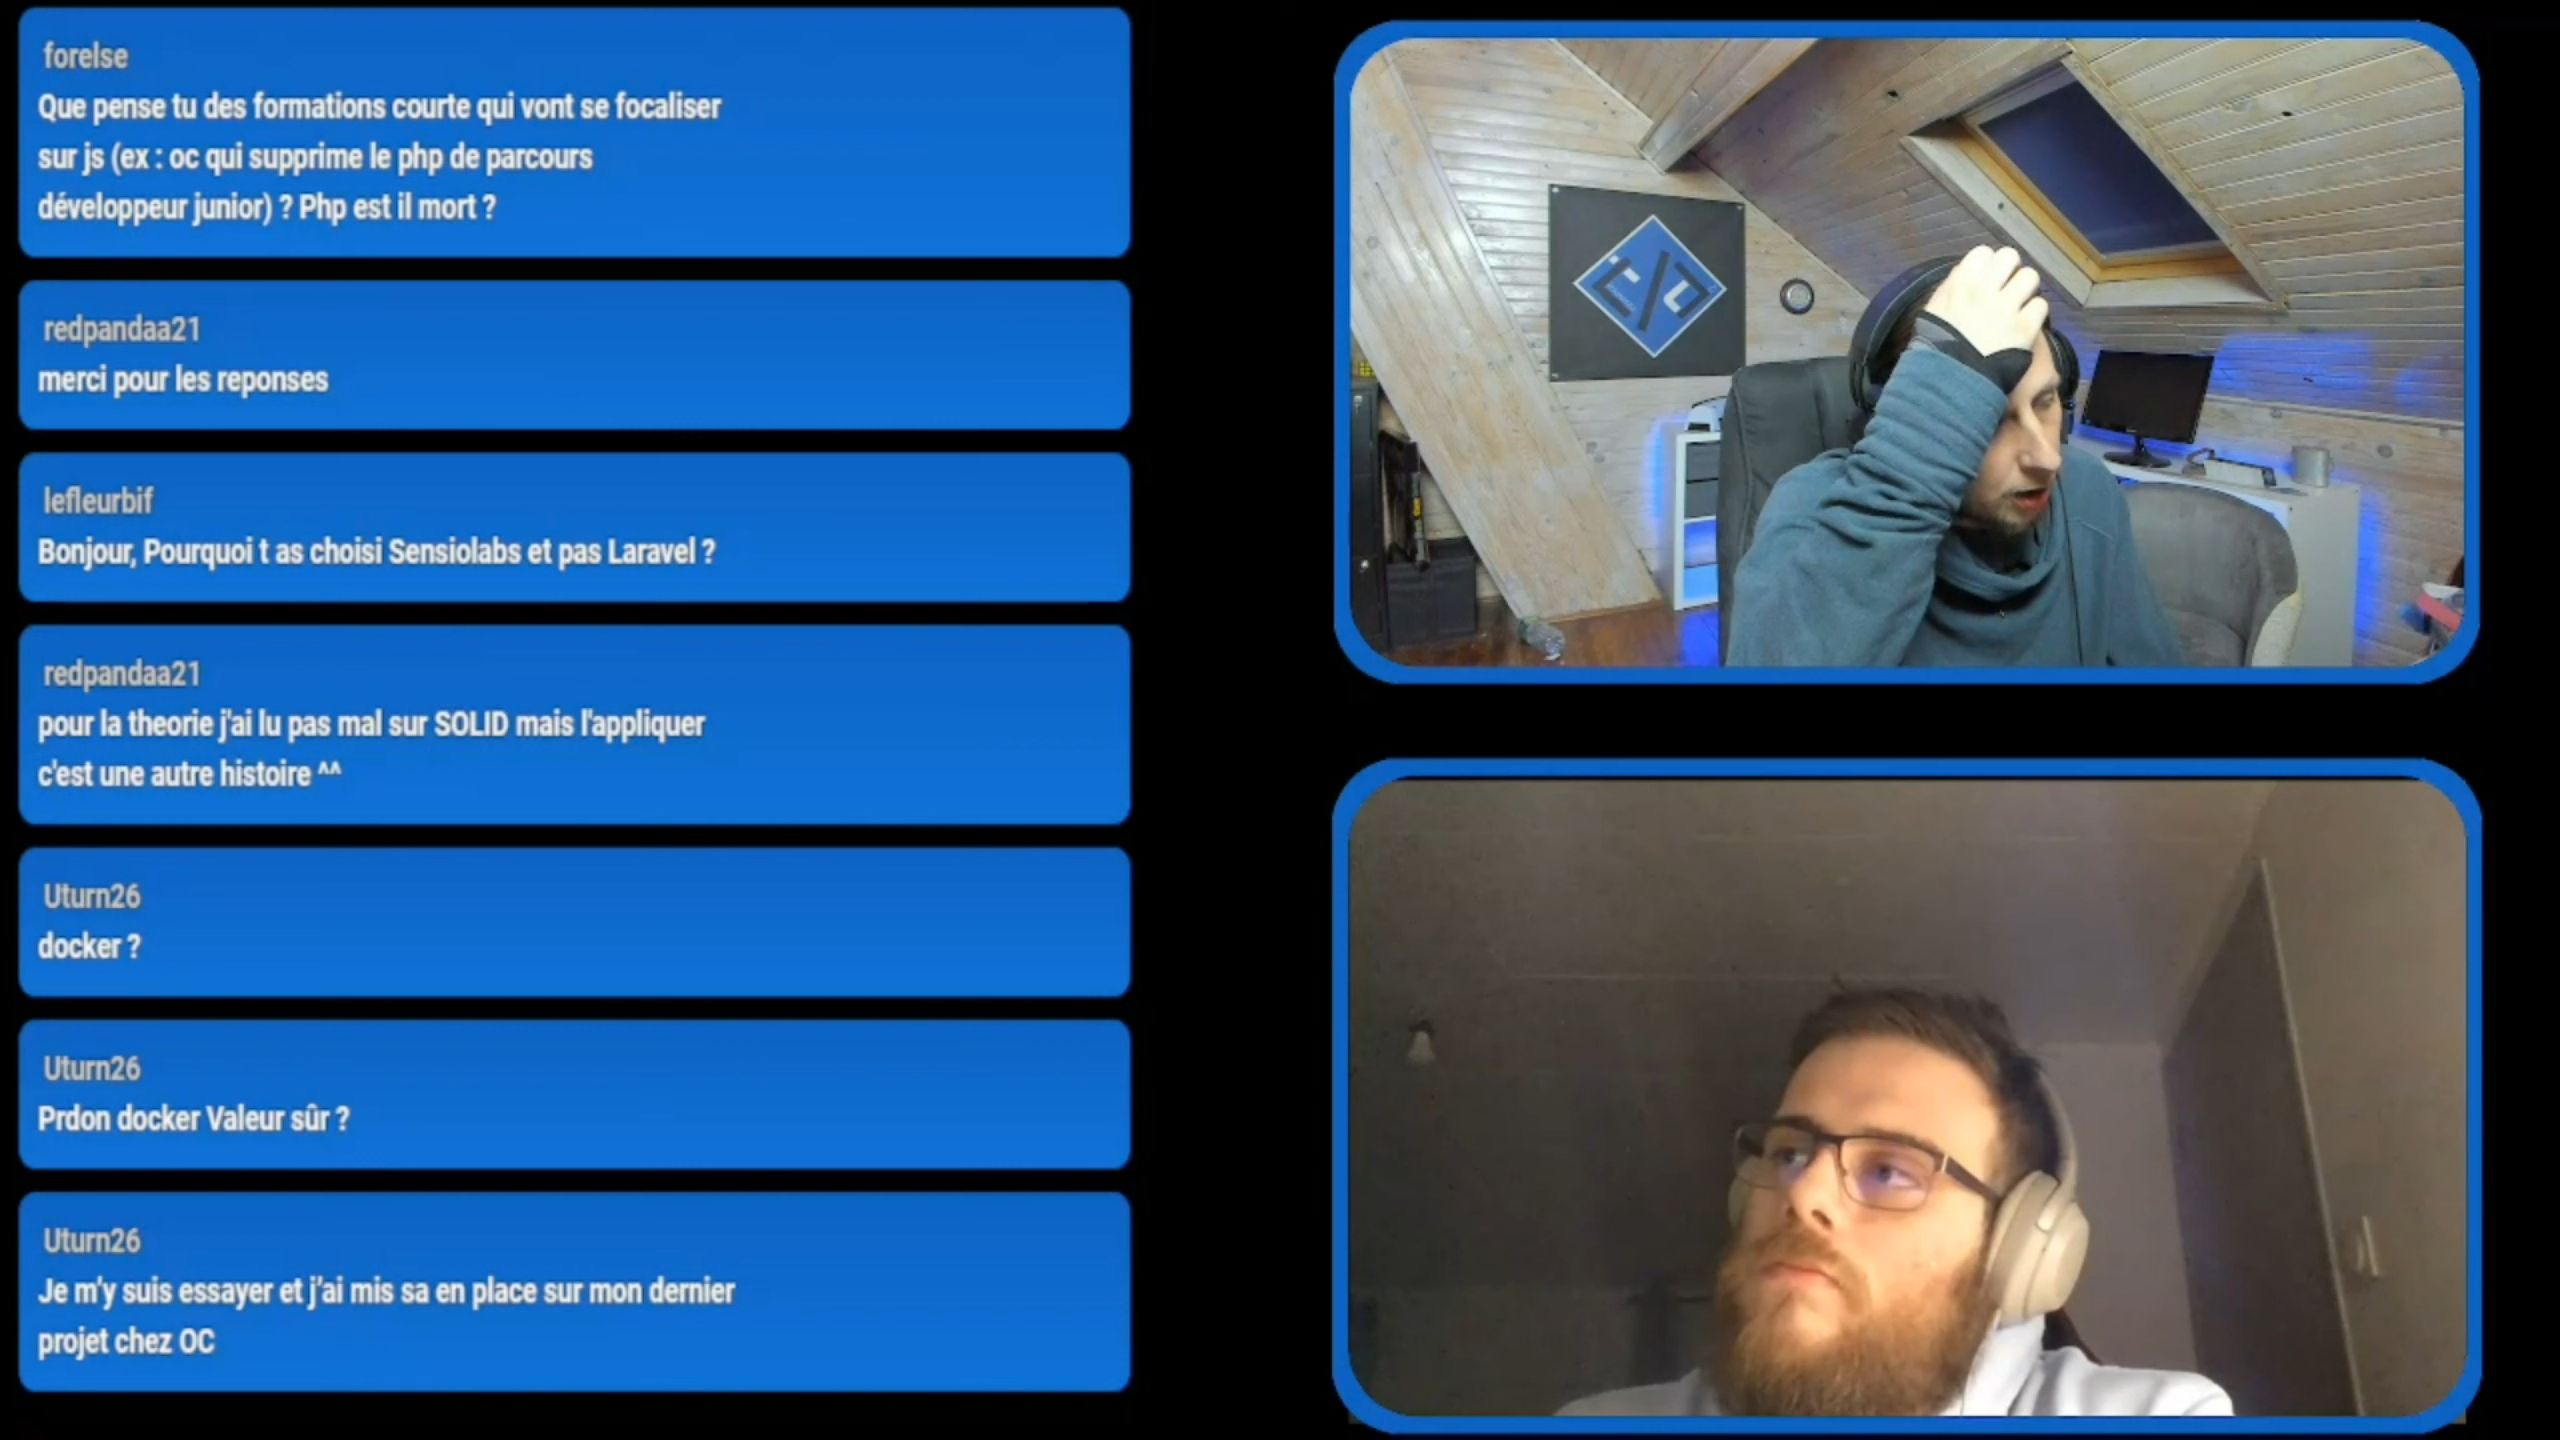 forelse
Que pense tu des formations courte qui vont se focaliser
sur js (ex : oc qui supprime le php de parcours
développeur junior) ? Php est il mort ?
redpandaa21
merci pour les reponses
lefleurbif
Bonjour, Pourquoi t as choisi Sensiolabs et pas Laravel ?
redpandaa21
pour la theorie j'ai lu pas mal sur SOLID mais l'appliquer
c'est une autre histoire ^^
Uturn26
docker ?
Uturn26
Prdon docker Valeur sûr ?
Uturn26
Je m'y suis essayer et j'ai mis sa en place sur mon dernier
projet chez OC